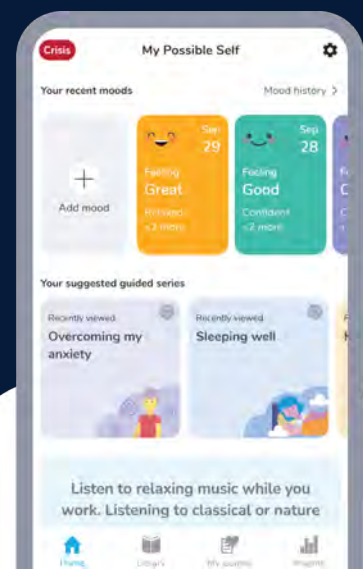 Crisis
My Possible Self
Your recent moods
Mood history >
Add mood
Sep
29
Feeling
Great
Relaxed
+2 more
Sep
28
Feeling
Good
Confident
+2 more
Your suggested guided series
Recently viewed
Overcoming my
anxiety
Recently viewed
Sleeping well
Listen to relaxing music while you
work. Listening to classical or nature
Home
Library